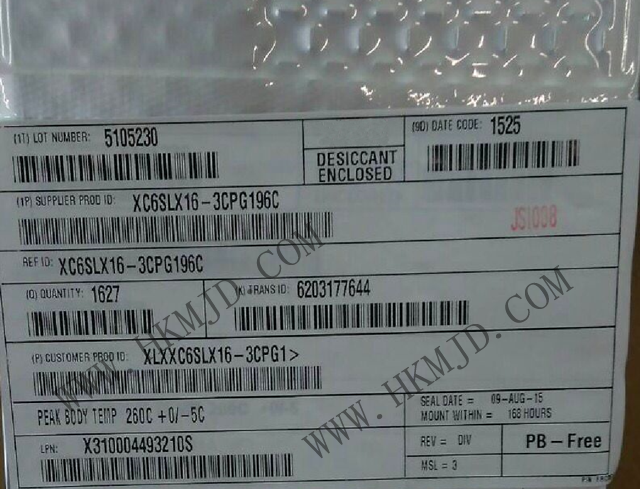 (1T) LOT NUMBER: 5105230
DESICCANT
ENCLOSED
(9D) DATE CODE: 1525
(1P) SUPPLIER PROD ID: XC6SLX16-3CPG196C
JS1008
REF ID: XC6SLX16-3CPG196C
(Q) QUANTITY: 1627
(K) TRANS ID: 6203177644
(P) CUSTOMER PROD ID: XLXXC6SLX16-3CPG1>
PEAK BODY TEMP 260C +0/-5C
SEAL DATE = 09-AUG-15
MOUNT WITHIN = 168 HOURS
LPN: X310004493210S
REV = DIV
MSL = 3
PB-Free
WWW.HKMJD.COM
WWW.HKMJD.COM